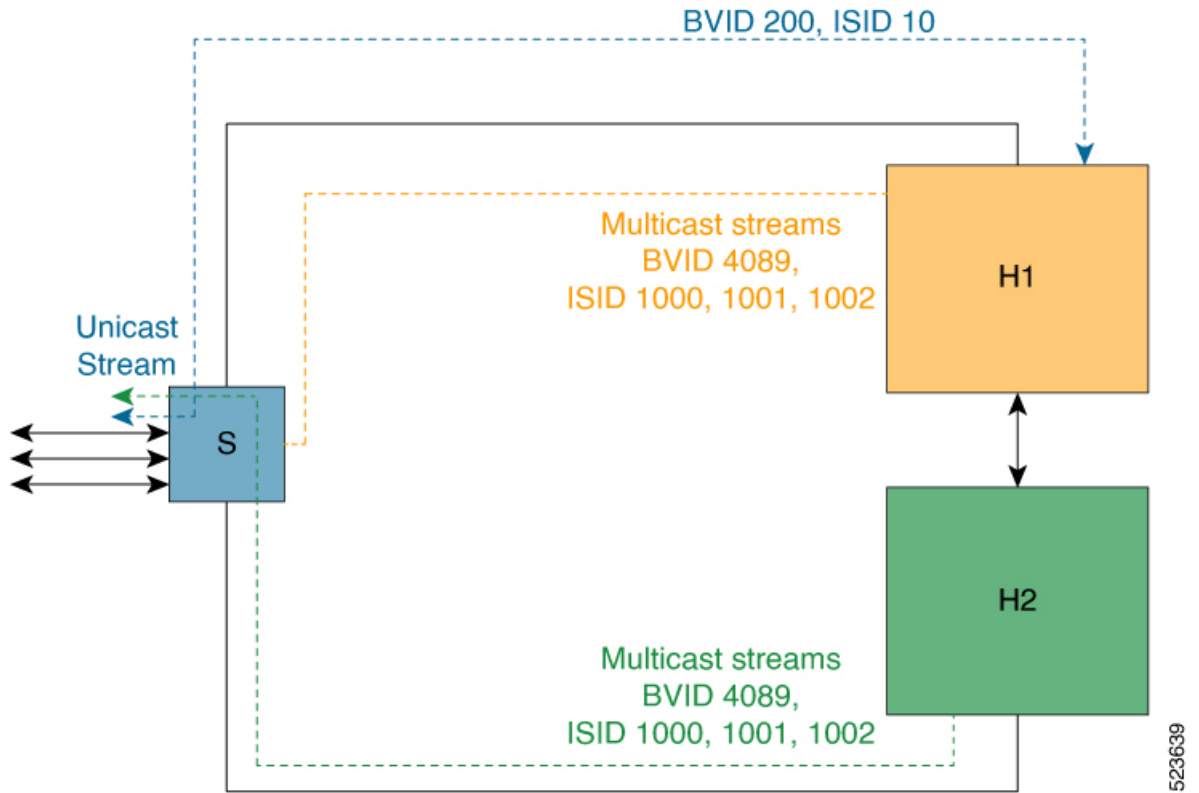 BVID 200, ISID 10
Multicast streams
BVID 4089,
ISID 1000, 1001, 1002
H1
Unicast
Stream
S
H2
Multicast streams
BVID 4089,
ISID 1000, 1001, 1002
523639